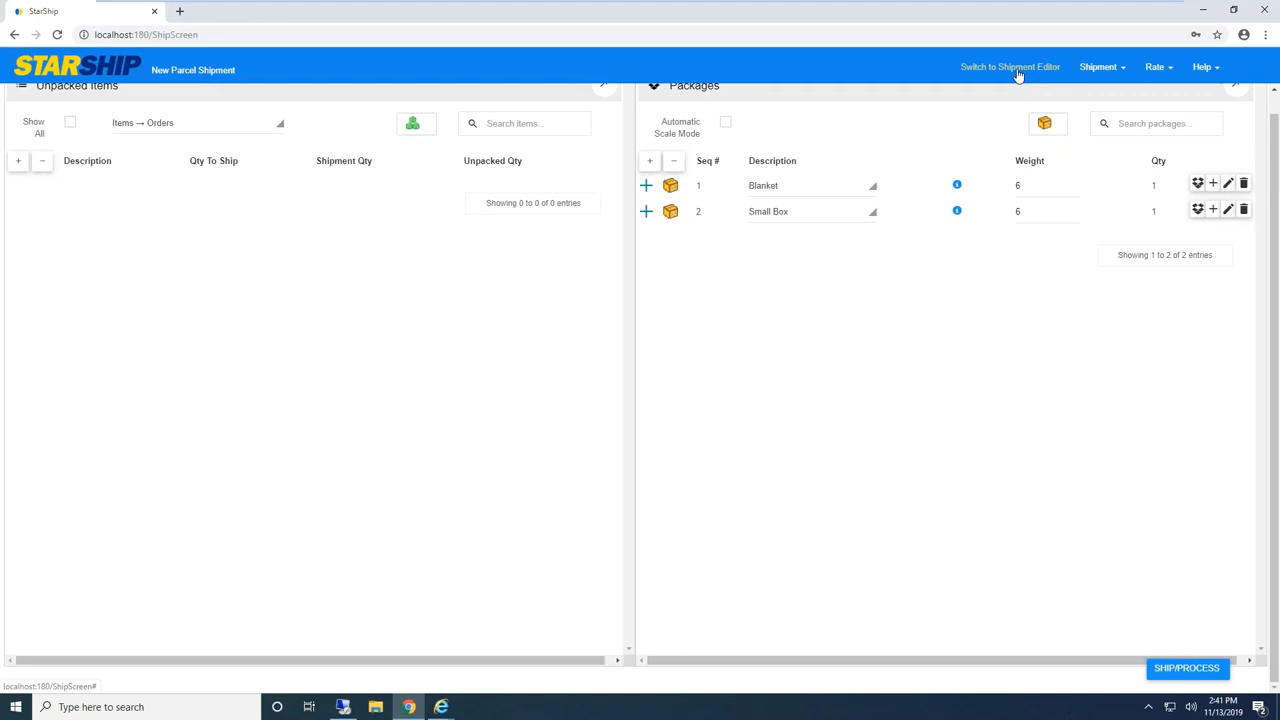 StarShip
localhost:180/ShipScreen
STARSHIP New Parcel Shipment Switch to Shipment Editor Shipment Rate Help
Unpacked Items
Packages
Show All
Items → Orders
Search items...
Automatic Scale Mode
Search packages...
+ − Description Qty To Ship Shipment Qty Unpacked Qty
Showing 0 to 0 of 0 entries
+ − Seq # Description Weight Qty
1 Blanket 6 1
2 Small Box 6 1
Showing 1 to 2 of 2 entries
SHIP/PROCESS
localhost:180/ShipScreen#
Type here to search
2:41 PM
11/13/2019
2